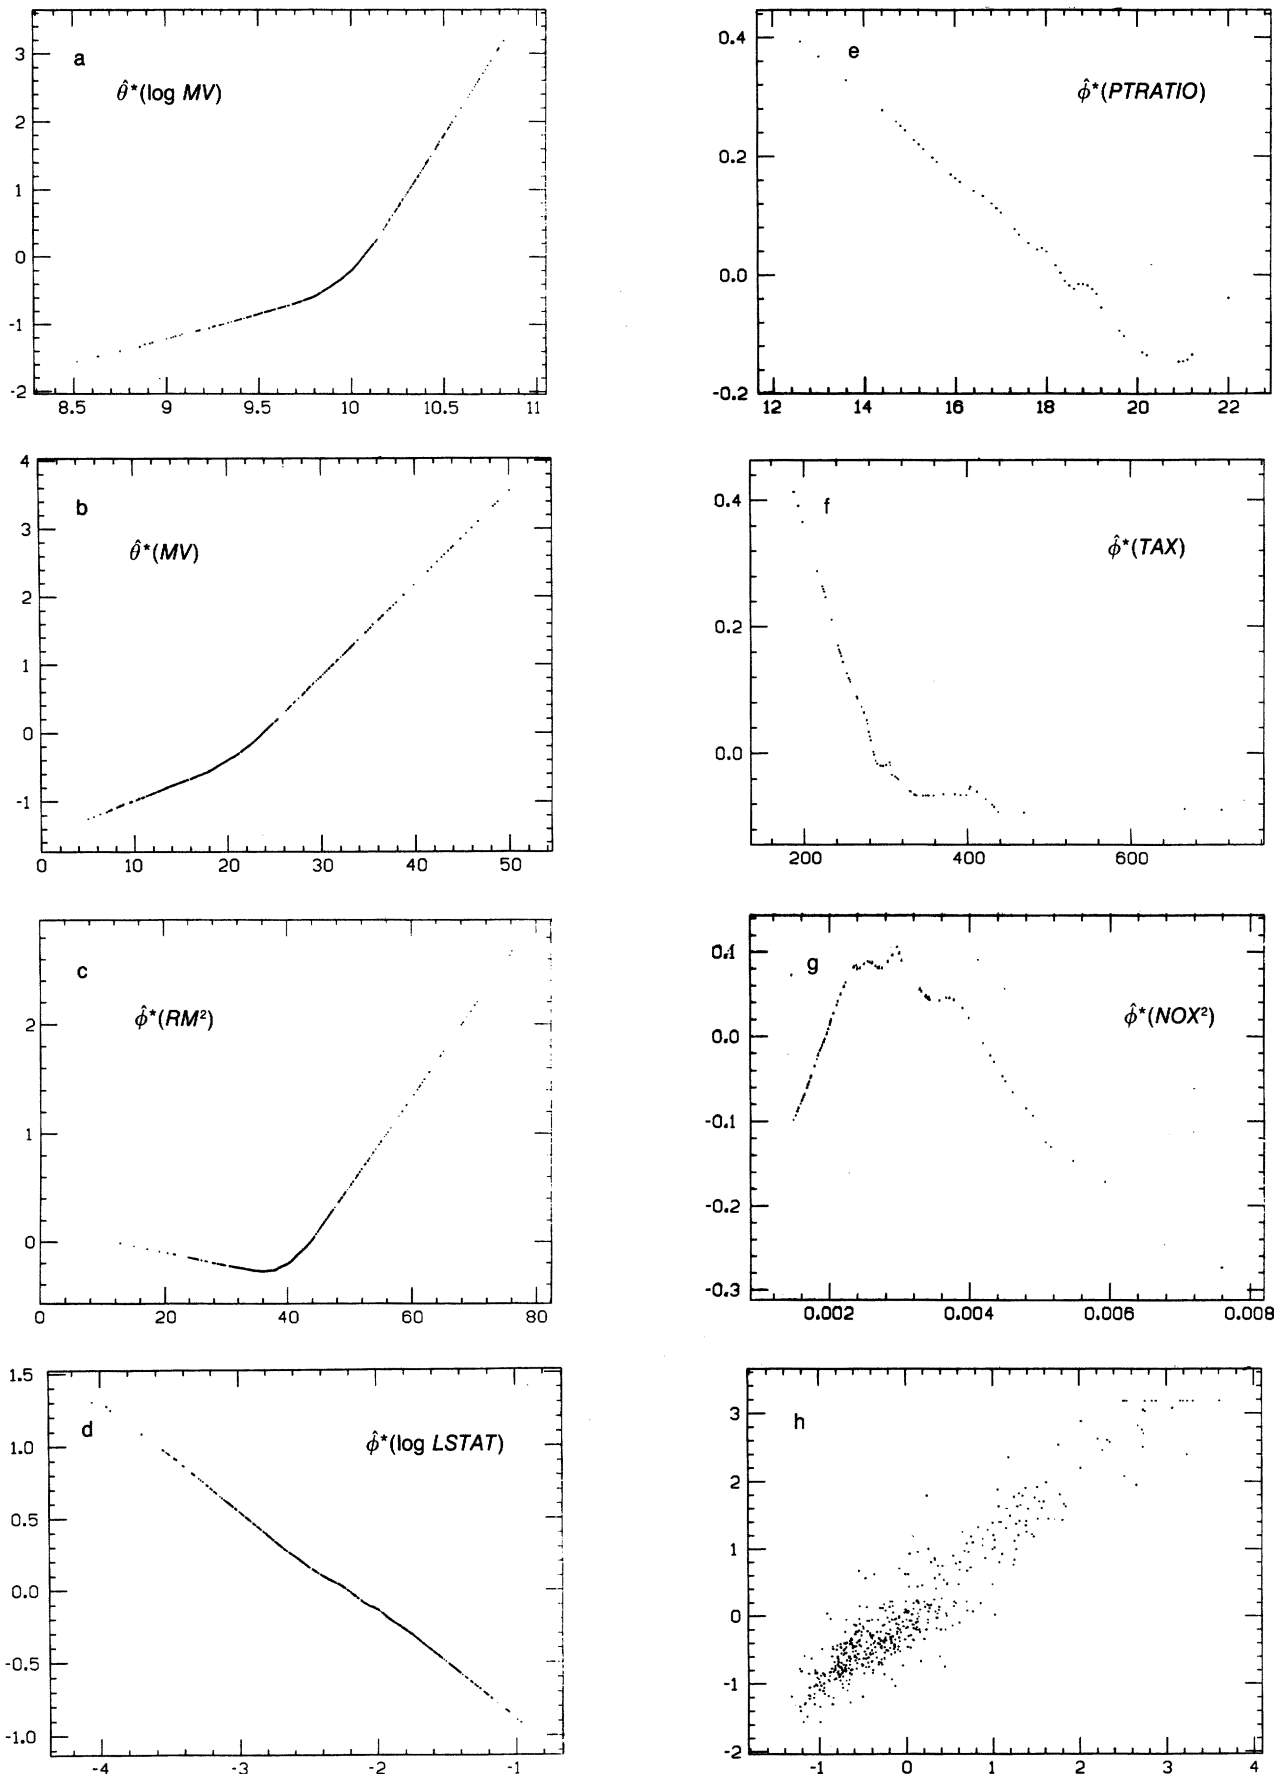 a
θ̂*(log MV)
3
2
1
0
-1
-2
8.5 9 9.5 10 10.5 11
b
θ̂*(MV)
4
3
2
1
0
-1
0 10 20 30 40 50
c
φ̂*(RM²)
2
1
0
0 20 40 60 80
d
φ̂*(log LSTAT)
1.5
1.0
0.5
0.0
-0.5
-1.0
-4 -3 -2 -1
e
φ̂*(PTRATIO)
0.4
0.2
0.0
-0.2
12 14 16 18 20 22
f
φ̂*(TAX)
0.4
0.2
0.0
200 400 600
g
φ̂*(NOX²)
0.1
0.0
-0.1
-0.2
-0.3
0.002 0.004 0.006 0.008
h
3
2
1
0
-1
-2
-1 0 1 2 3 4